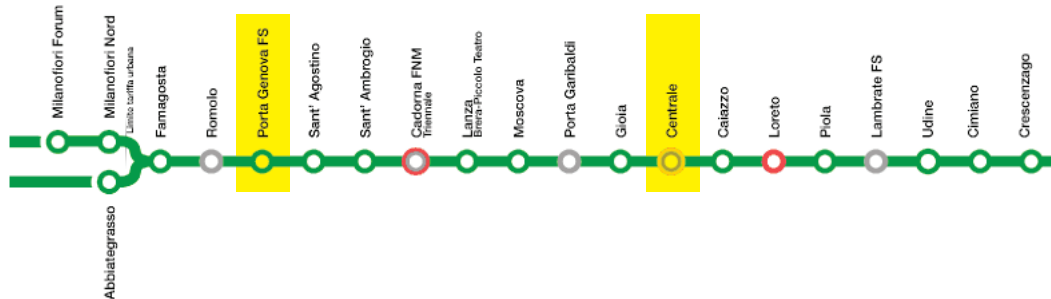 Milanofiori Forum
Milanofiori Nord
Limite tariffa urbana
Famagosta
Romolo
Porta Genova FS
Sant' Agostino
Sant' Ambrogio
Cadorna FNM
Triennale
Lanza
Brera-Piccolo Teatro
Moscova
Porta Garibaldi
Gioia
Centrale
Caiazzo
Loreto
Piola
Lambrate FS
Udine
Cimiano
Crescenzago
Abbiategrasso